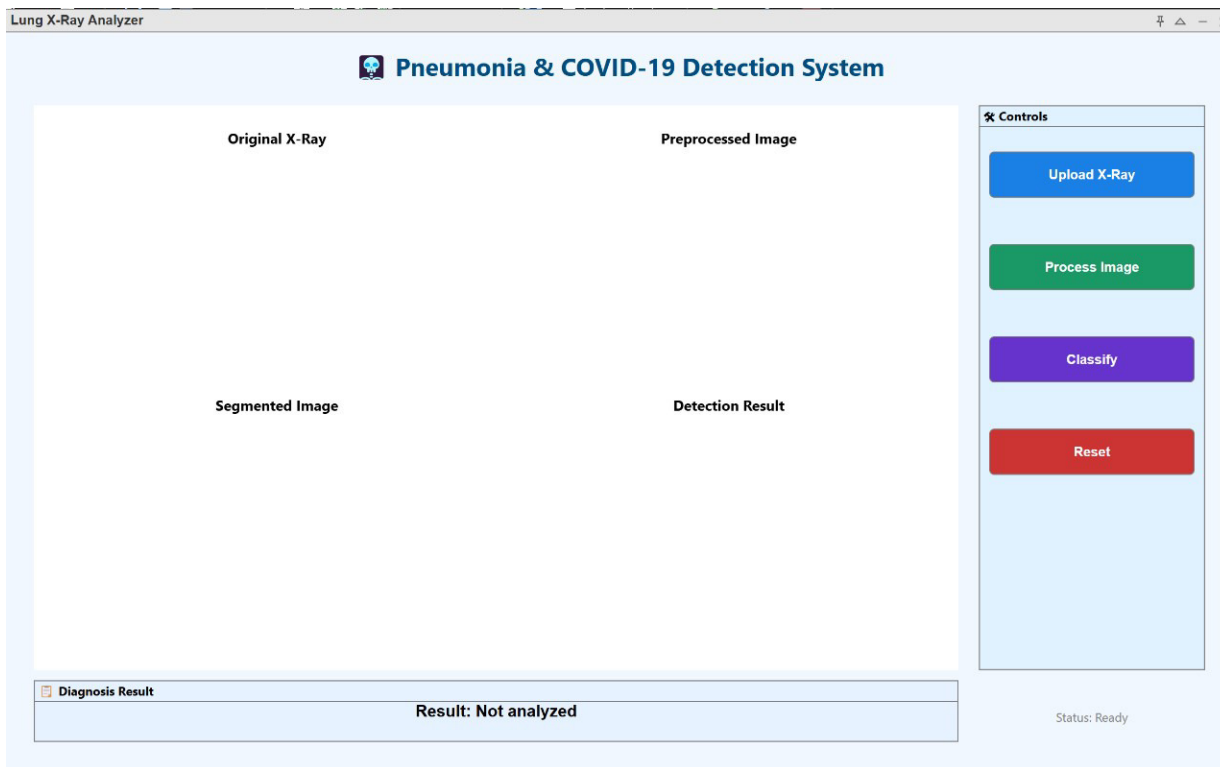 Lung X-Ray Analyzer
Pneumonia & COVID-19 Detection System
Original X-Ray
Preprocessed Image
Segmented Image
Detection Result
Controls
Upload X-Ray
Process Image
Classify
Reset
Diagnosis Result
Result: Not analyzed
Status: Ready